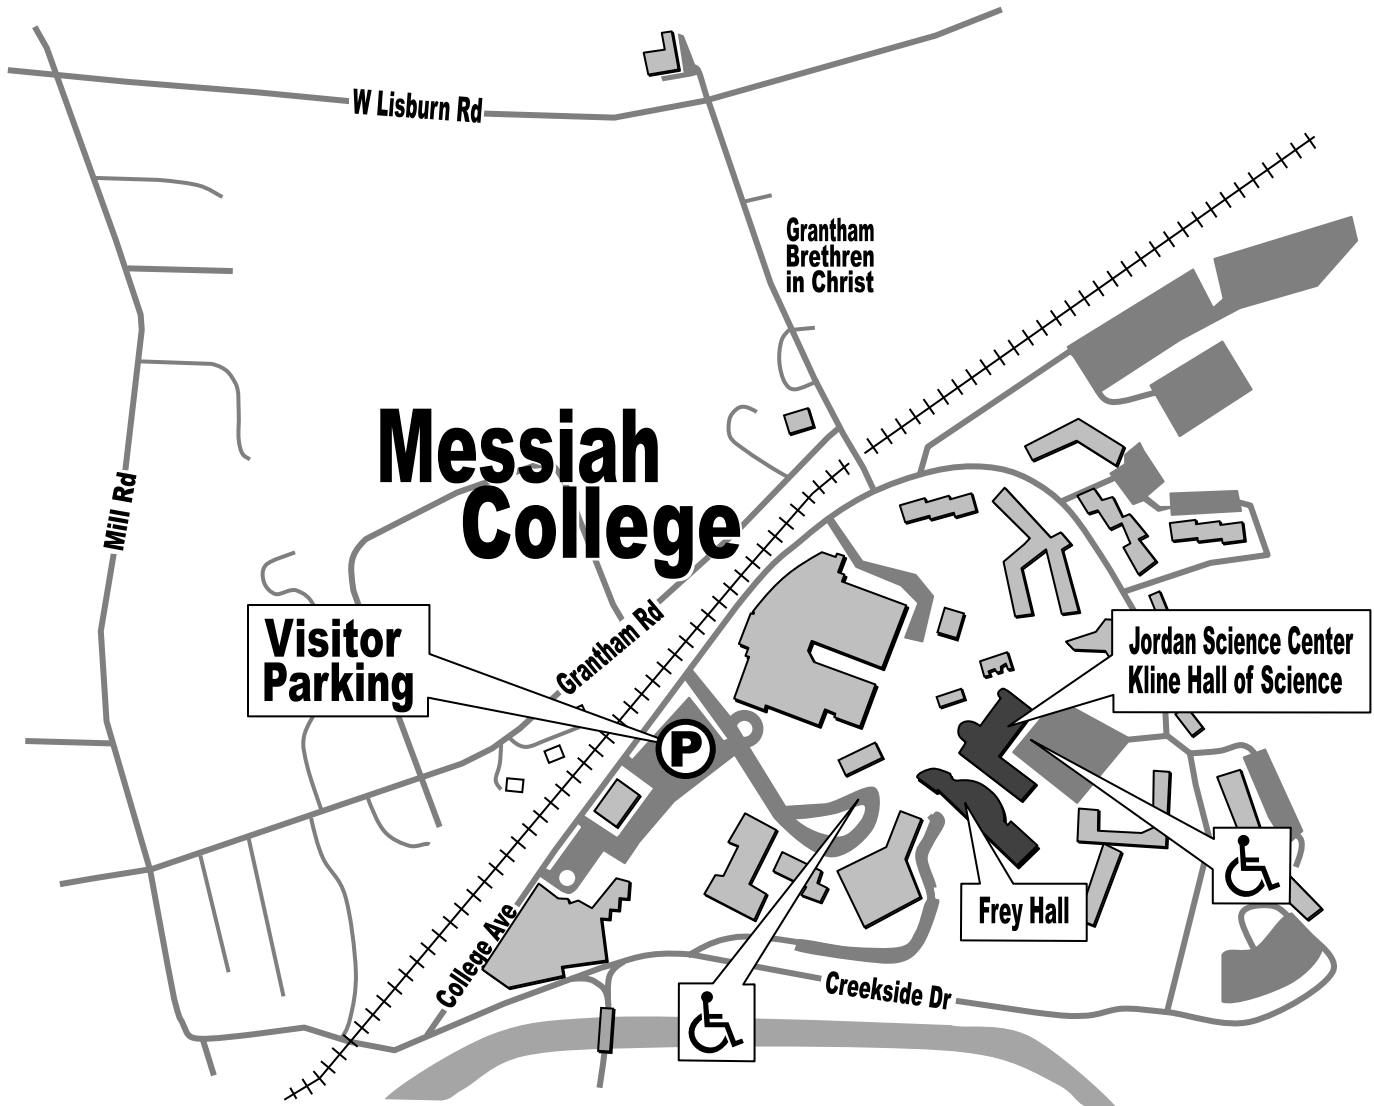 W Lisburn Rd
Grantham
Brethren
in Christ
Messiah
College
Mill Rd
Visitor
Parking
Grantham Rd
P
Jordan Science Center
Kline Hall of Science
Frey Hall
College Ave
Creekside Dr